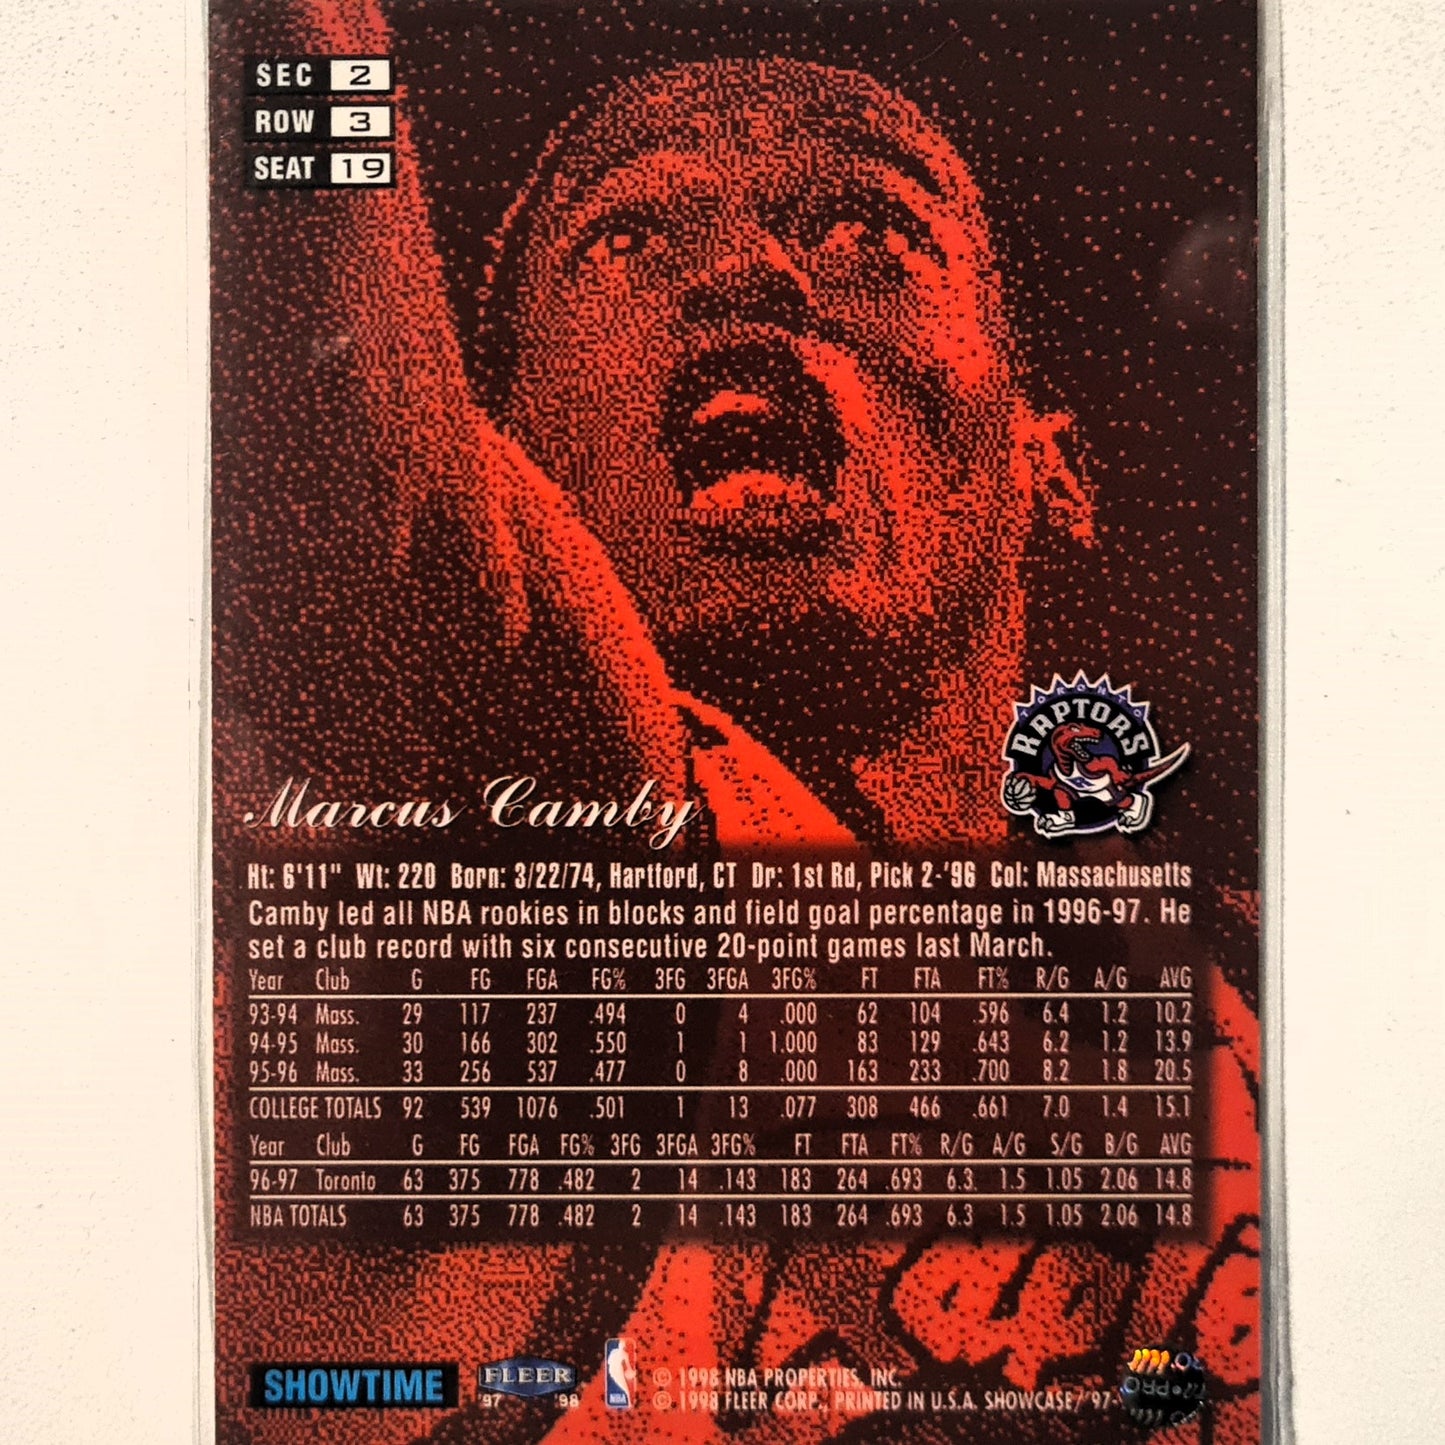 SEC 2
ROW 3
SEAT 19
TORONTO
RAPTORS
Marcus Camby
Ht: 6'11" Wt: 220 Born: 3/22/74, Hartford, CT Dr: 1st Rd, Pick 2-'96 Col: Massachusetts
Camby led all NBA rookies in blocks and field goal percentage in 1996-97. He
set a club record with six consecutive 20-point games last March.
Year Club G FG FGA FG% 3FG 3FGA 3FG% FT FTA FT% R/G A/G AVG
93-94 Mass. 29 117 237 .494 0 4 .000 62 104 .596 6.4 1.2 10.2
94-95 Mass. 30 166 302 .550 1 1 1.000 83 129 .643 6.2 1.2 13.9
95-96 Mass. 33 256 537 .477 0 8 .000 163 233 .700 8.2 1.8 20.5
COLLEGE TOTALS 92 539 1076 .501 1 13 .077 308 466 .661 7.0 1.4 15.1
Year Club G FG FGA FG% 3FG 3FGA 3FG% FT FTA FT% R/G A/G S/G B/G AVG
96-97 Toronto 63 375 778 .482 2 14 .143 183 264 .693 6.3 1.5 1.05 2.06 14.8
NBA TOTALS 63 375 778 .482 2 14 .143 183 264 .693 6.3 1.5 1.05 2.06 14.8
SHOWTIME
FLEER
'97 '98
NBA
© 1998 NBA PROPERTIES, INC.
© 1998 FLEER CORP., PRINTED IN U.S.A. SHOWCASE/'97-